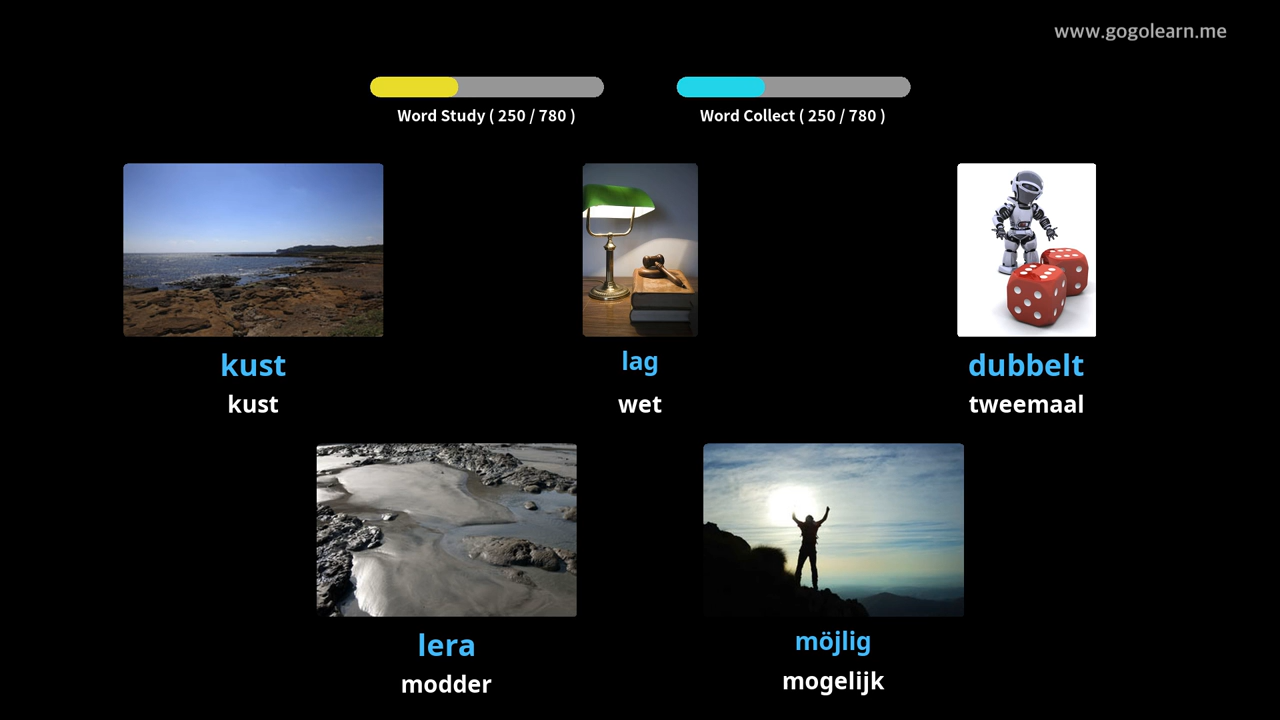 www.gogolearn.me
Word Study ( 250 / 780 )
Word Collect ( 250 / 780 )
kust
kust
lag
wet
dubbelt
tweemaal
lera
modder
möjlig
mogelijk